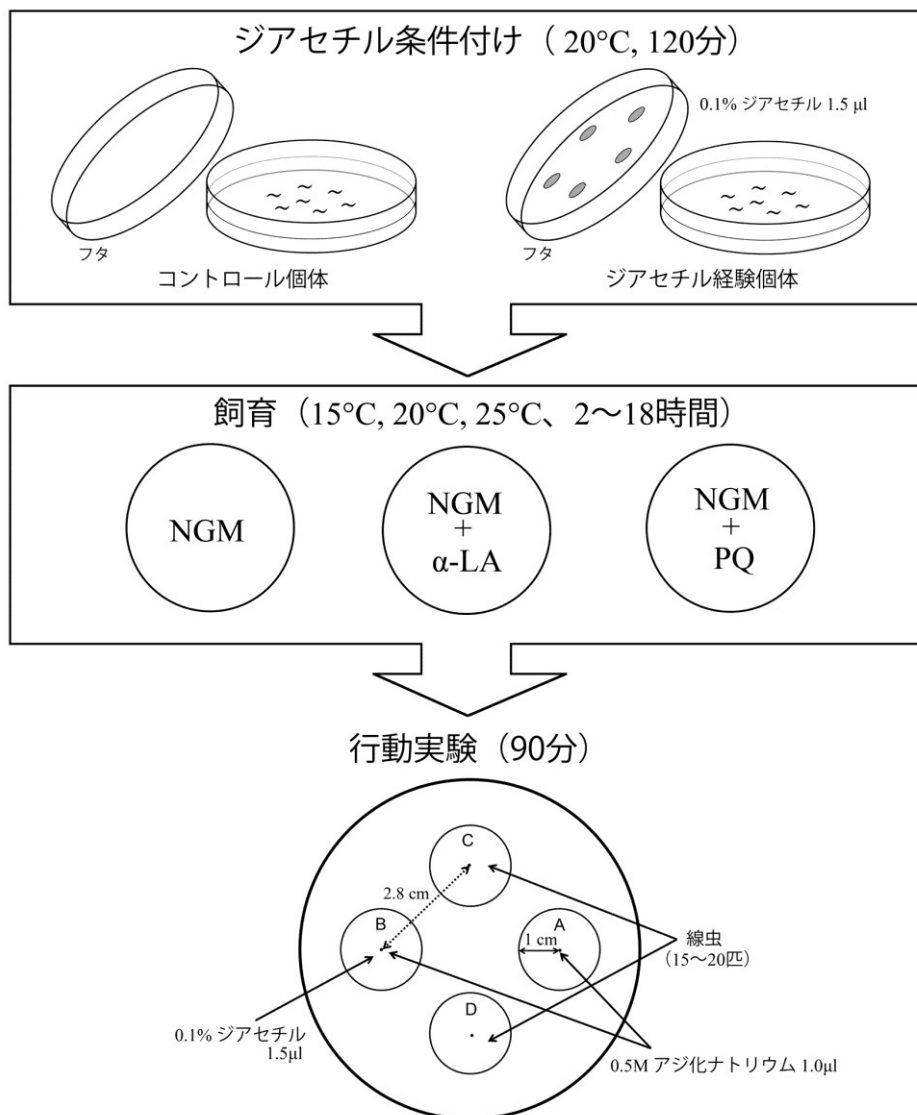 ジアセチル条件付け（ 20°C, 120分）
0.1% ジアセチル 1.5 µl
フタ
フタ
コントロール個体
ジアセチル経験個体
飼育（15°C, 20°C, 25°C、2〜18時間）
NGM
NGM
+
α-LA
NGM
+
PQ
行動実験（90分）
C
2.8 cm
B
A
1 cm
線虫
（15〜20匹）
D
0.1% ジアセチル
1.5µl
0.5M アジ化ナトリウム 1.0µl